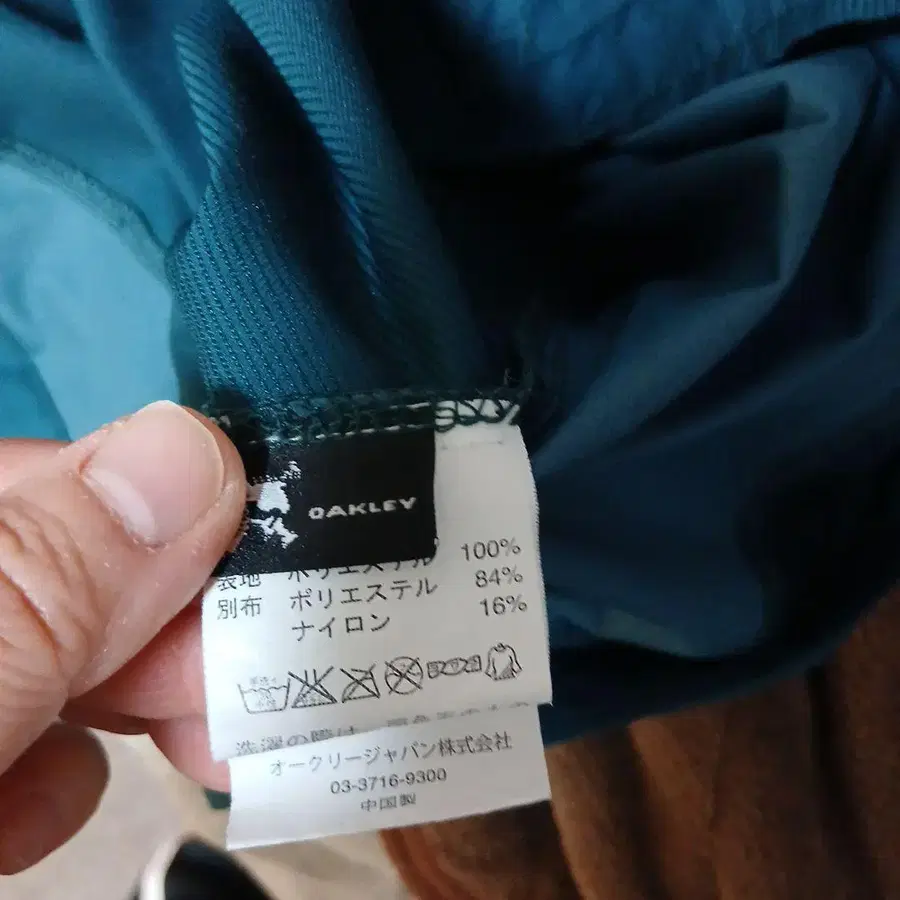 OAKLEY
表地 ポリエステル 100%
別布 ポリエステル 84%
ナイロン 16%
洗濯の際は、
オークリージャパン株式会社
03-3716-9300
中国製